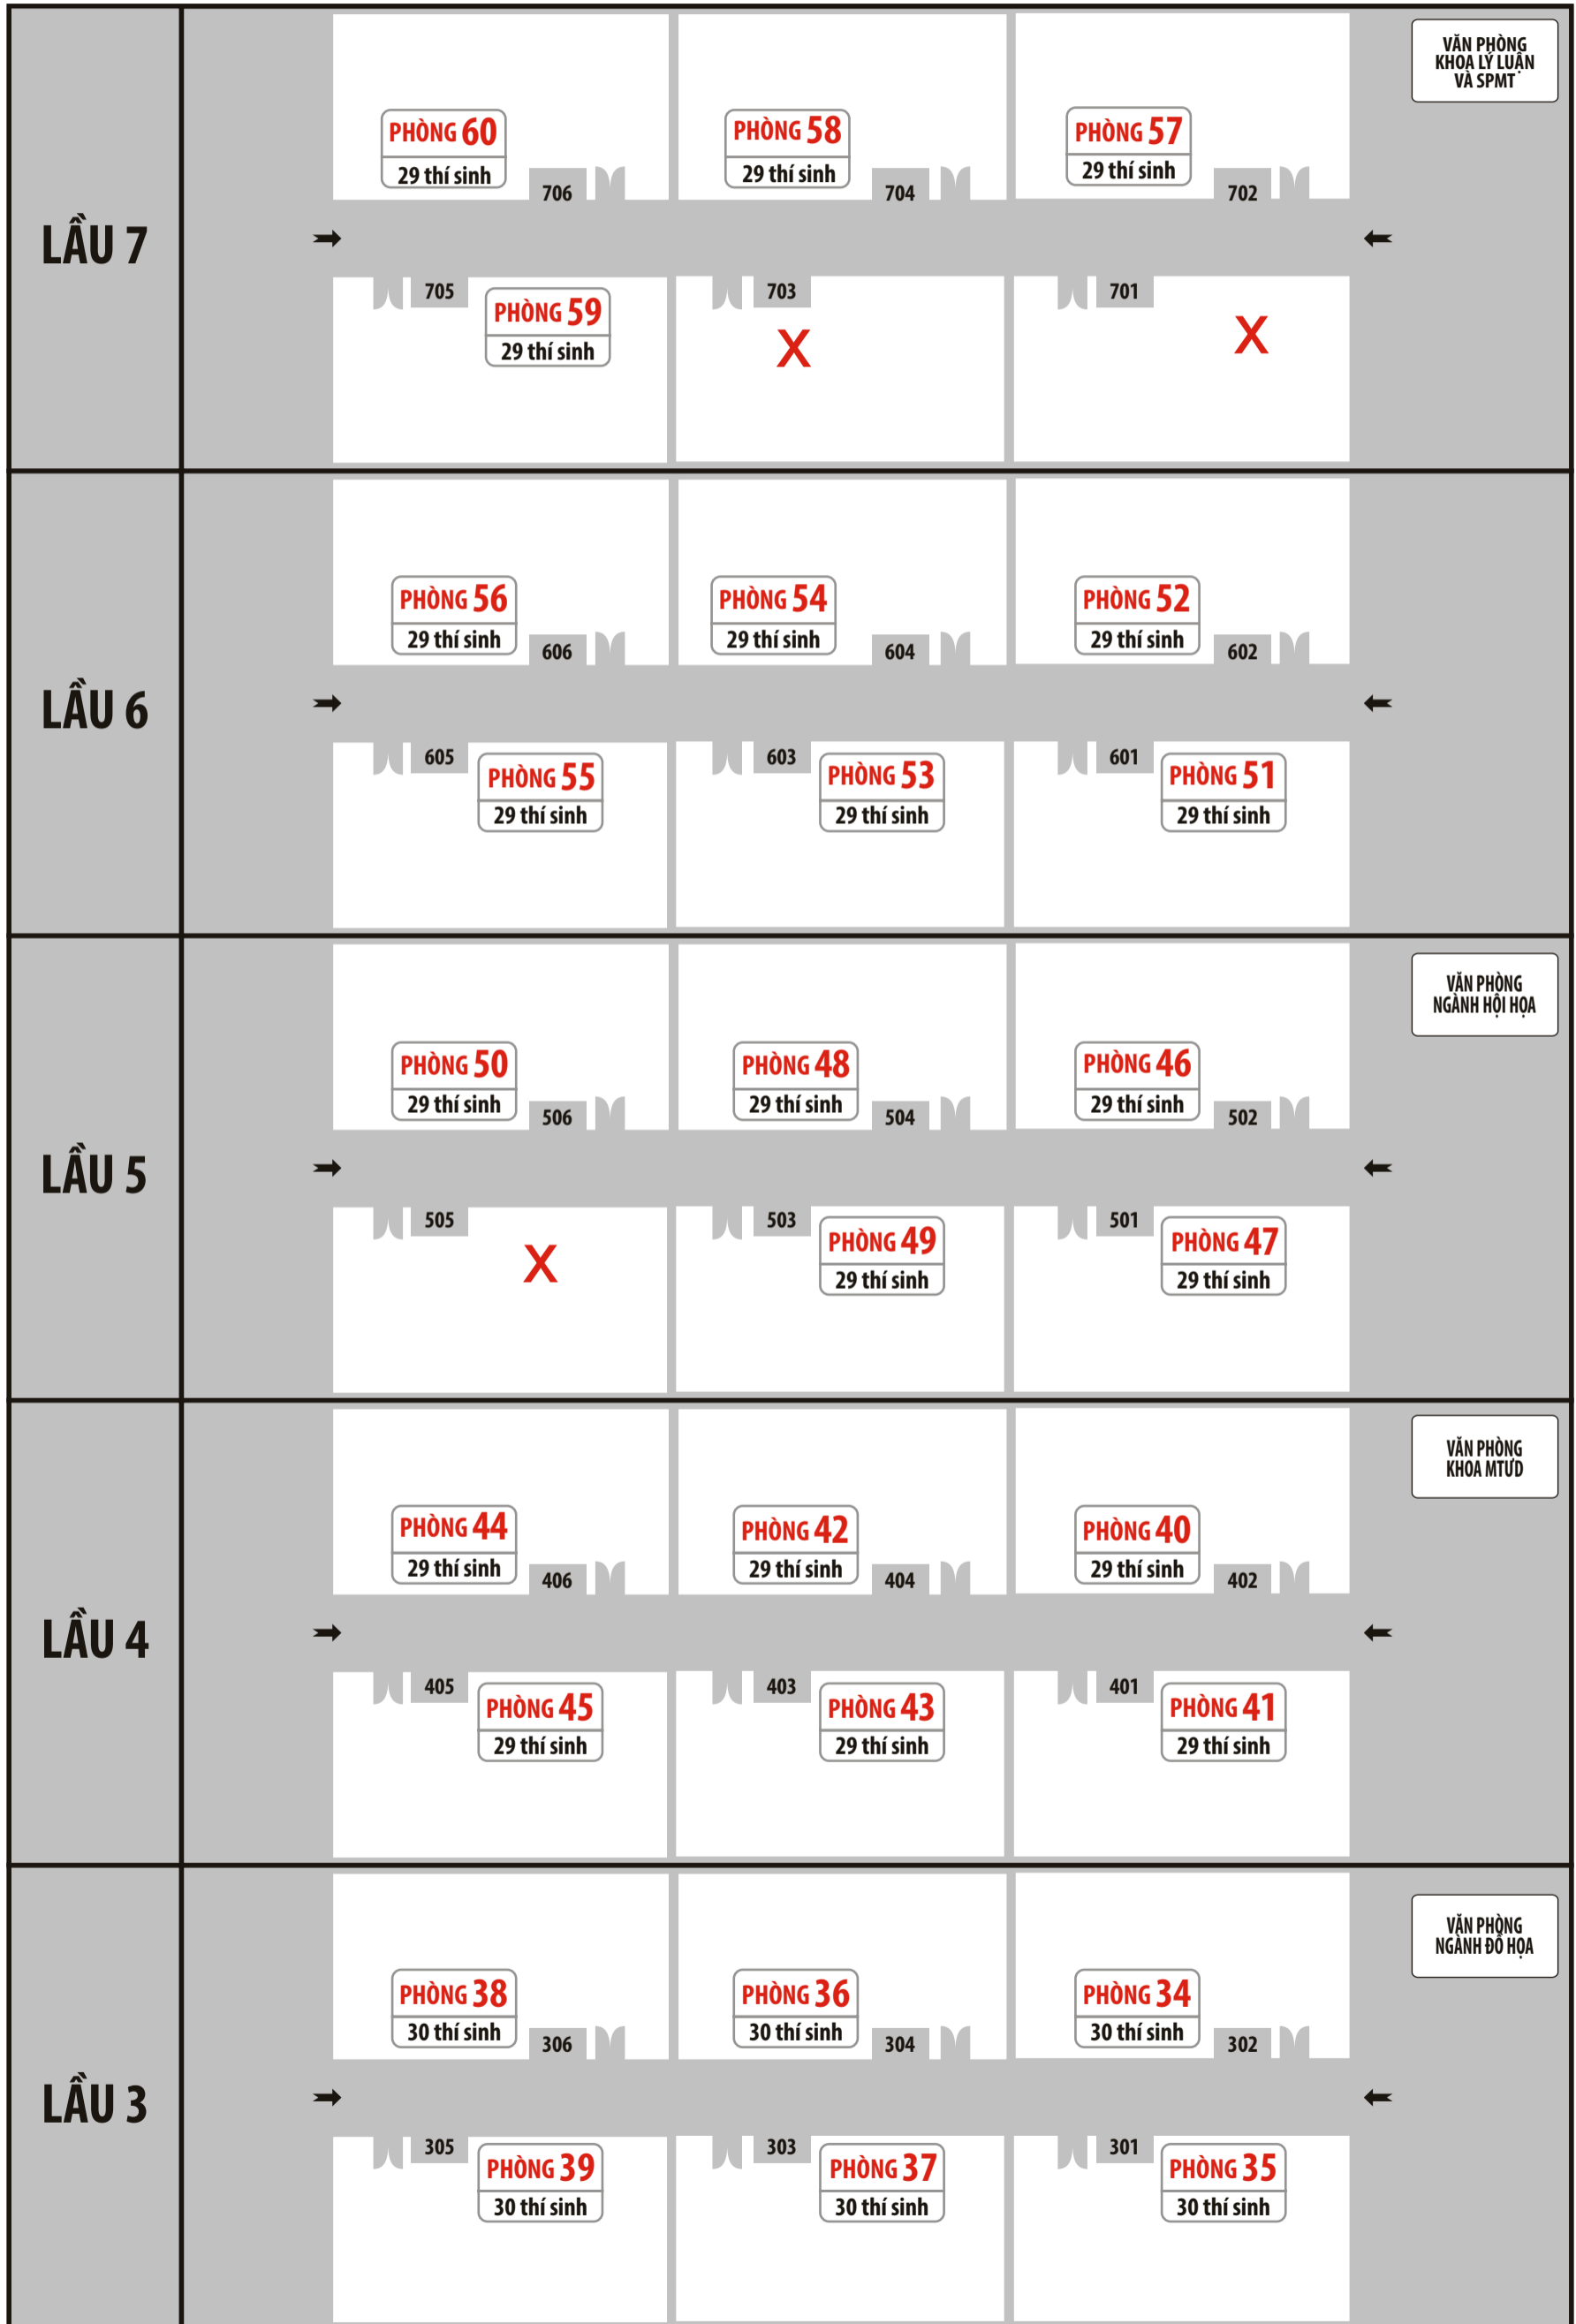 VĂN PHÒNG
KHOA LÝ LUẬN
VÀ SPMT
PHÒNG 60
29 thí sinh
706
PHÒNG 58
29 thí sinh
704
PHÒNG 57
29 thí sinh
702
LẦU 7
705
PHÒNG 59
29 thí sinh
703
X
701
X
PHÒNG 56
29 thí sinh
606
PHÒNG 54
29 thí sinh
604
PHÒNG 52
29 thí sinh
602
LẦU 6
605
PHÒNG 55
29 thí sinh
603
PHÒNG 53
29 thí sinh
601
PHÒNG 51
29 thí sinh
VĂN PHÒNG
NGÀNH HỘI HỌA
PHÒNG 50
29 thí sinh
506
PHÒNG 48
29 thí sinh
504
PHÒNG 46
29 thí sinh
502
LẦU 5
505
X
503
PHÒNG 49
29 thí sinh
501
PHÒNG 47
29 thí sinh
VĂN PHÒNG
KHOA MTƯD
PHÒNG 44
29 thí sinh
406
PHÒNG 42
29 thí sinh
404
PHÒNG 40
29 thí sinh
402
LẦU 4
405
PHÒNG 45
29 thí sinh
403
PHÒNG 43
29 thí sinh
401
PHÒNG 41
29 thí sinh
VĂN PHÒNG
NGÀNH ĐỒ HỌA
PHÒNG 38
30 thí sinh
306
PHÒNG 36
30 thí sinh
304
PHÒNG 34
30 thí sinh
302
LẦU 3
305
PHÒNG 39
30 thí sinh
303
PHÒNG 37
30 thí sinh
301
PHÒNG 35
30 thí sinh